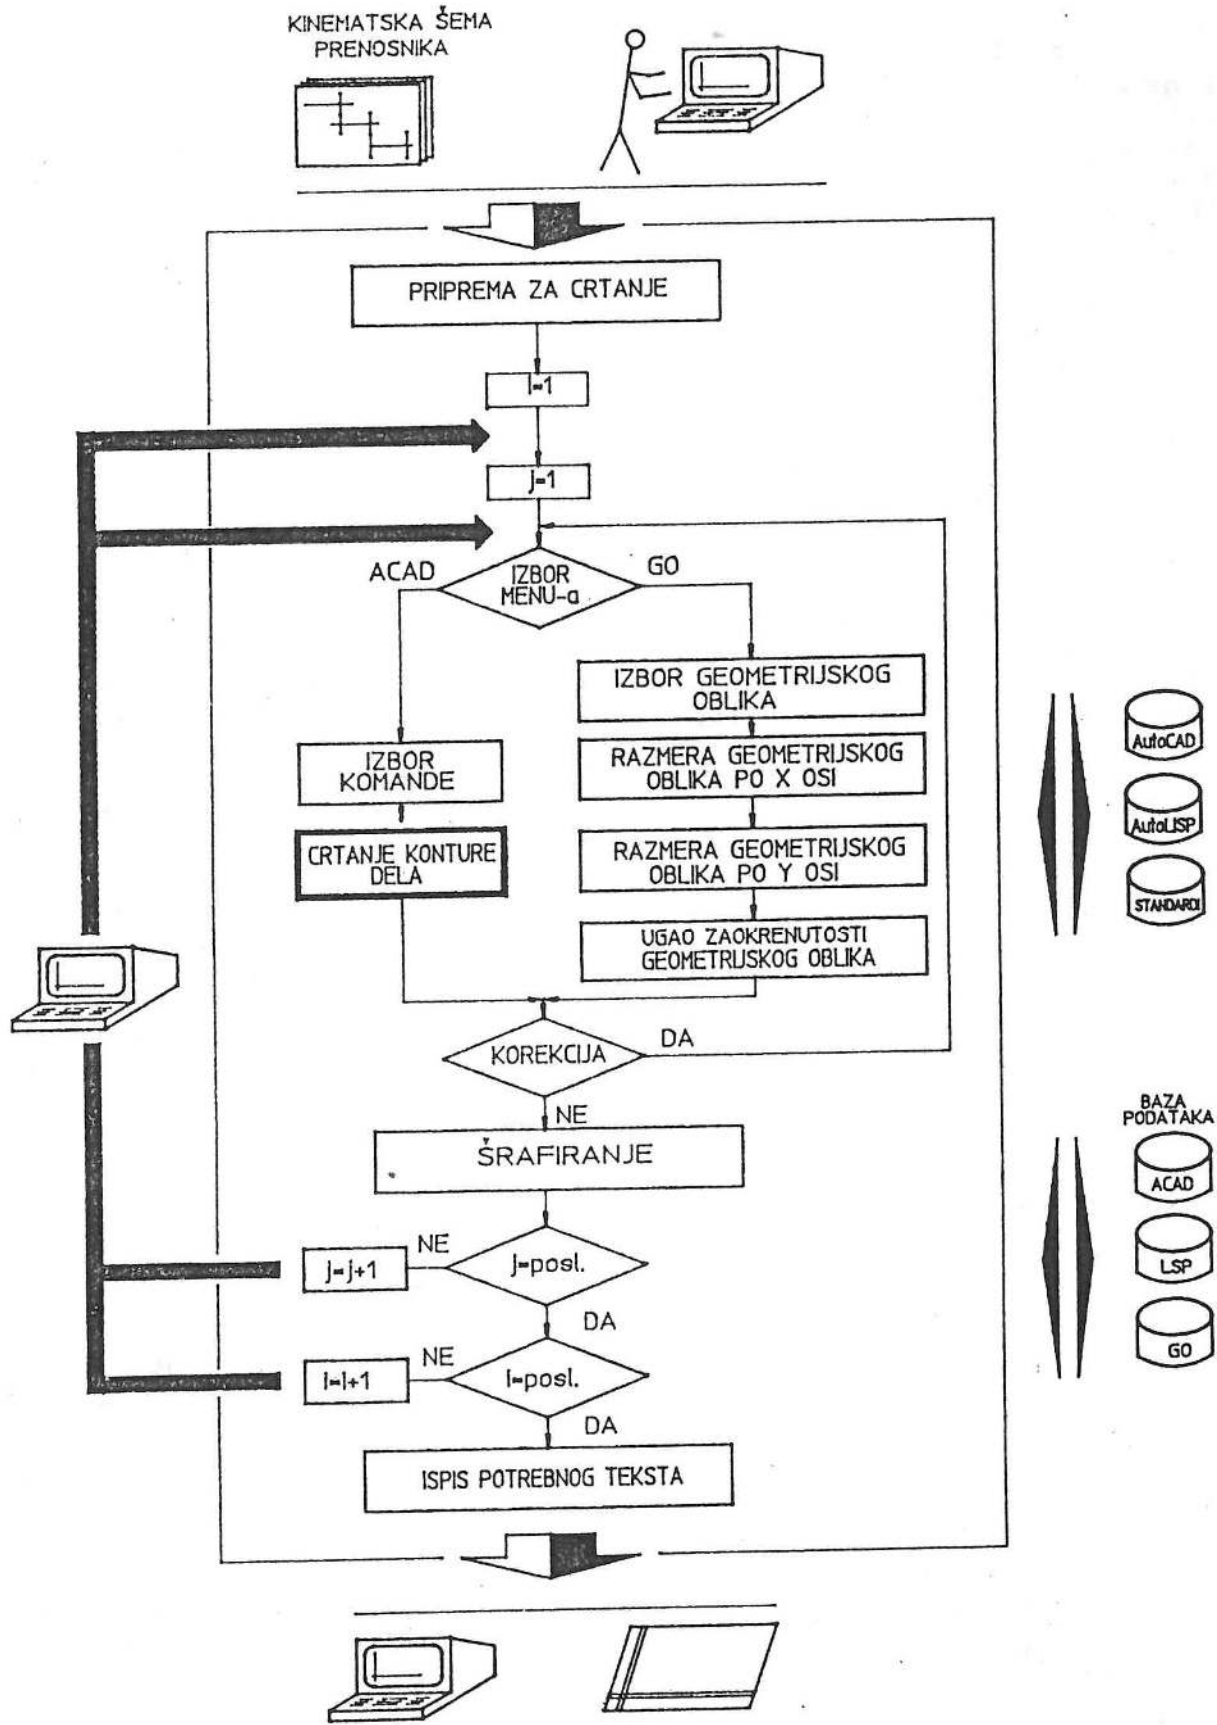 KINEMATSKA ŠEMA
PRENOSNIKA
PRIPREMA ZA CRTANJE
I=1
j=1
ACAD
IZBOR
MENU-a
GO
IZBOR GEOMETRIJSKOG
OBLIKA
RAZMERA GEOMETRIJSKOG
OBLIKA PO X OSI
RAZMERA GEOMETRIJSKOG
OBLIKA PO Y OSI
UGAO ZAOKRENUTOSTI
GEOMETRIJSKOG OBLIKA
IZBOR
KOMANDE
CRTANJE KONTURE
DELA
AutoCAD
AutoLISP
STANDARDI
KOREKCIJA
DA
NE
ŠRAFIRANJE
BAZA
PODATAKA
ACAD
LSP
GO
j=posl.
NE
j=j+1
DA
I=posl.
NE
I=I+1
DA
ISPIS POTREBNOG TEKSTA